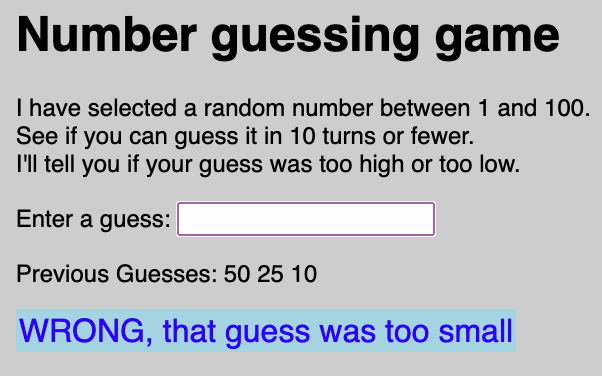 Number guessing game
I have selected a random number between 1 and 100.
See if you can guess it in 10 turns or fewer.
I'll tell you if your guess was too high or too low.
Enter a guess:
Previous Guesses: 50 25 10
WRONG, that guess was too small